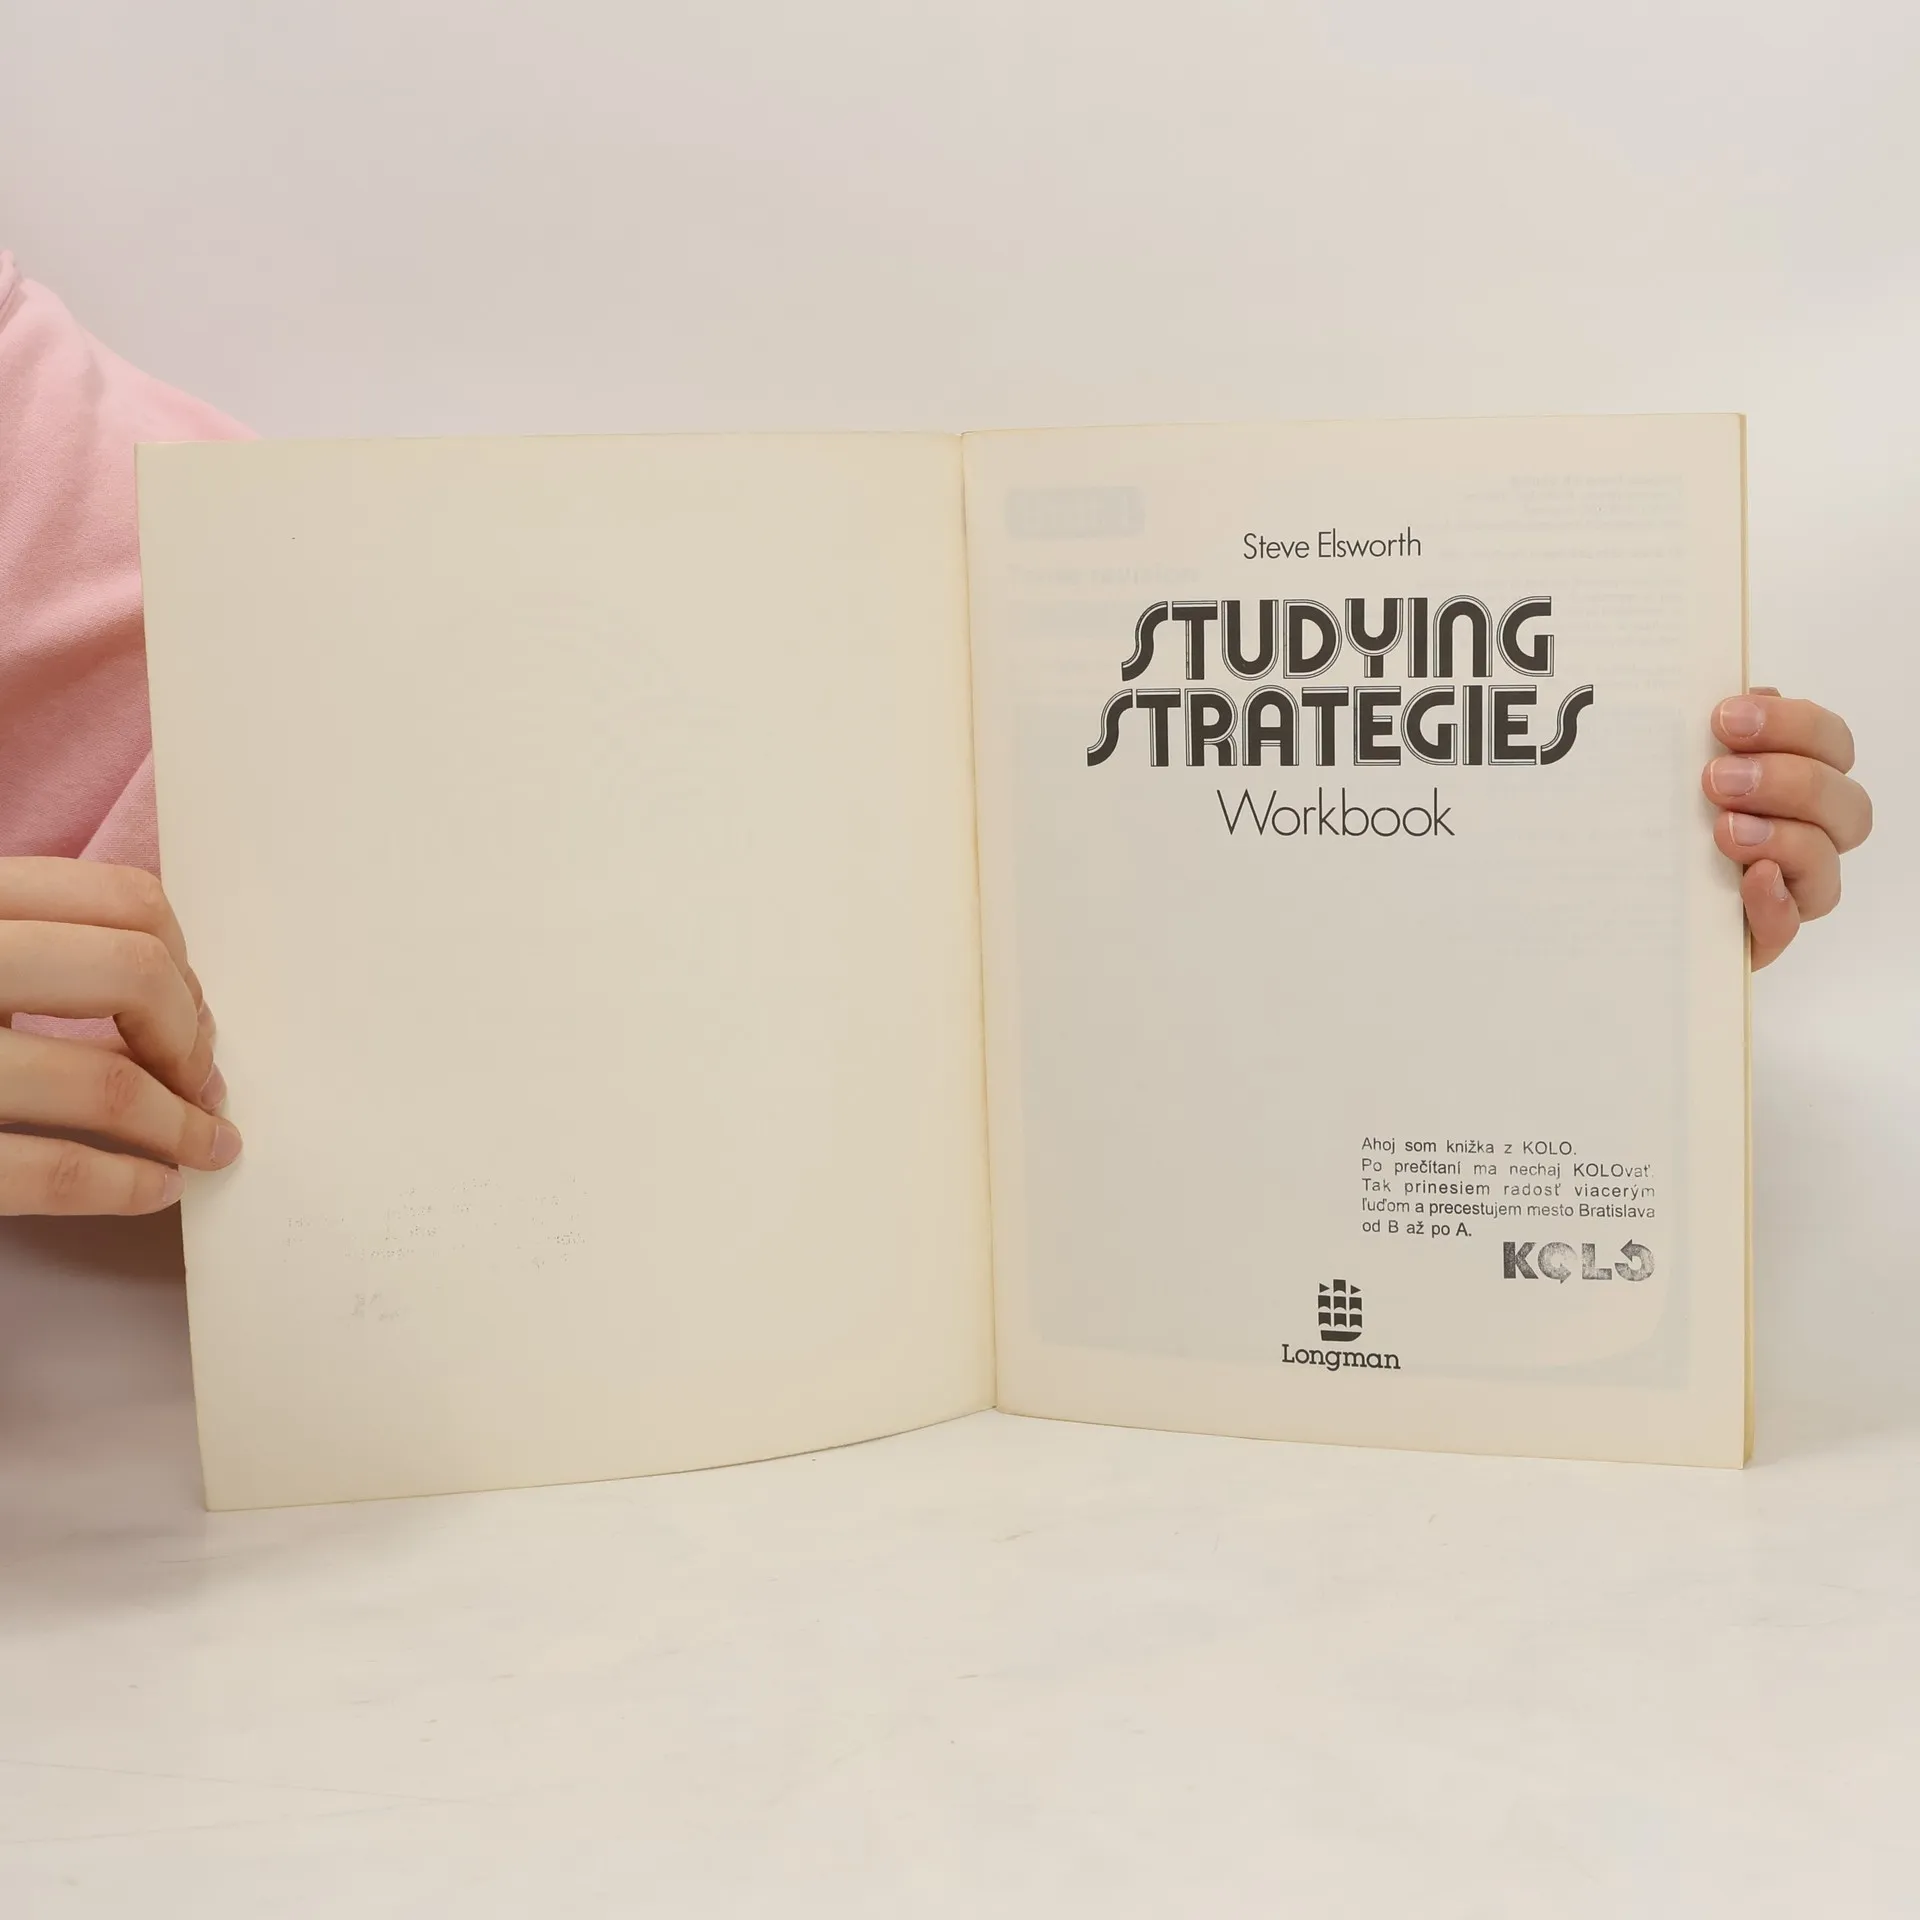 Steve Elsworth
STUDYING
STRATEGIES
Workbook
Ahoj som knižka z KOLO.
Po prečítaní ma nechaj KOLOvať.
Tak prinesiem radosť viacerým
ľuďom a precestujem mesto Bratislava
od B až po A.
KOLO
Longman